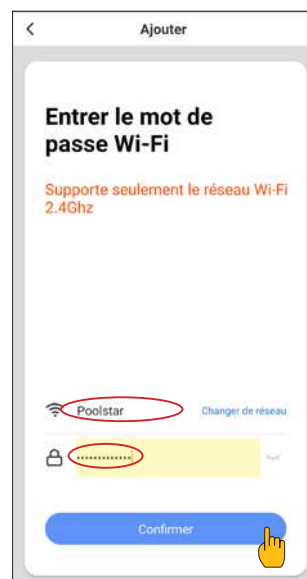 Ajouter
Entrer le mot de
passe Wi-Fi
Supporte seulement le réseau Wi-Fi
2.4Ghz
Poolstar Changer de réseau
•••••••••••••
Confirmer